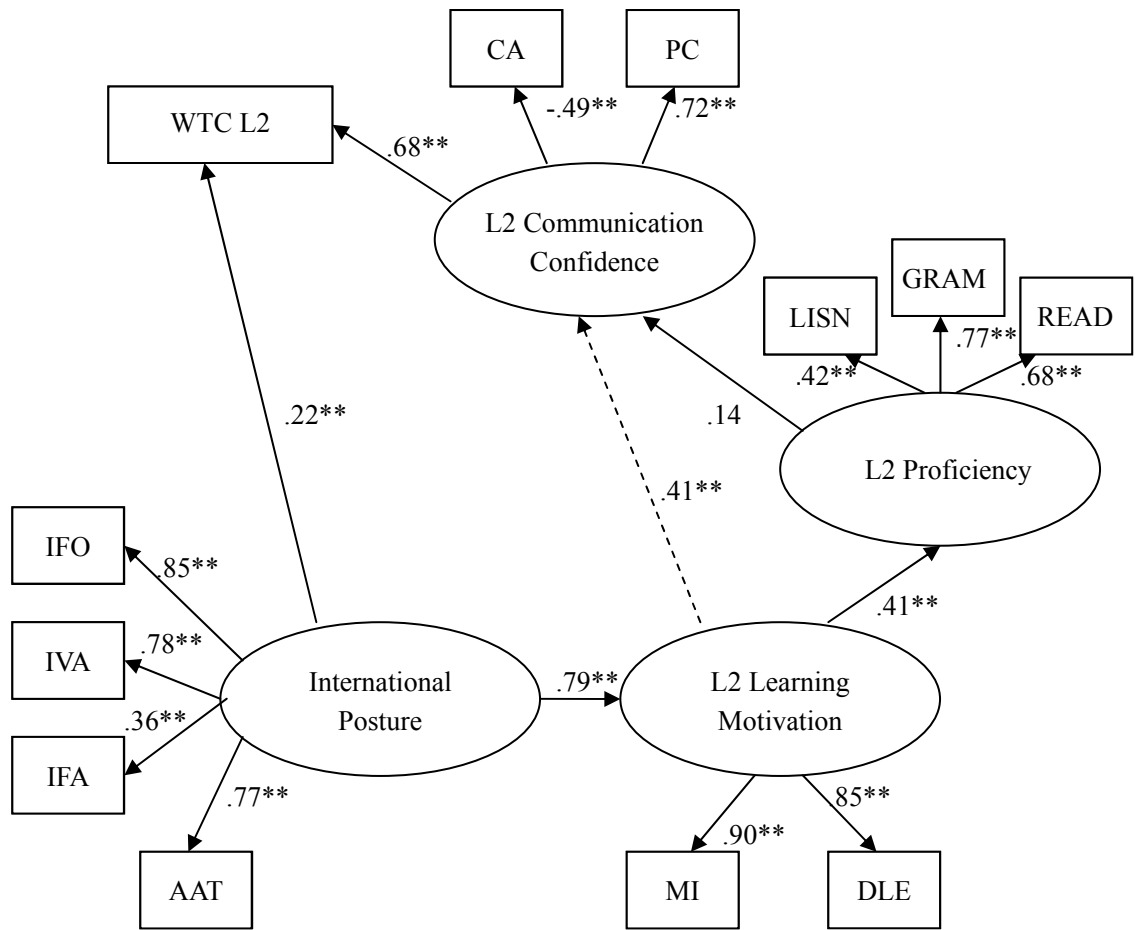 CA
PC
WTC L2
-.49**
.72**
.68**
L2 Communication
Confidence
GRAM
LISN
READ
.77**
.42**
.68**
.22**
.14
L2 Proficiency
.41**
IFO
.85**
.41**
IVA
.78**
International
Posture
.79**
L2 Learning
Motivation
.36**
IFA
.77**
.85**
.90**
AAT
MI
DLE